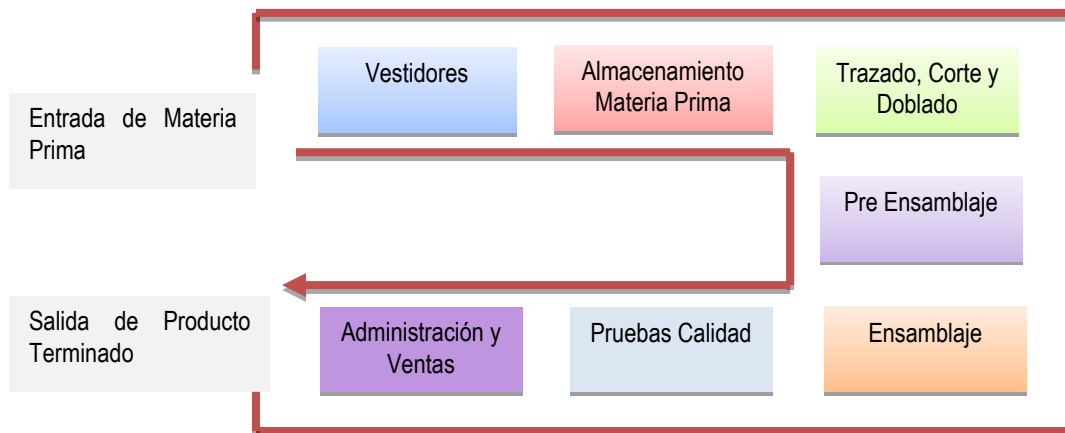 Vestidores
Almacenamiento
Materia Prima
Trazado, Corte y
Doblado
Entrada de Materia
Prima
Pre Ensamblaje
Salida de Producto
Terminado
Administración y
Ventas
Pruebas Calidad
Ensamblaje